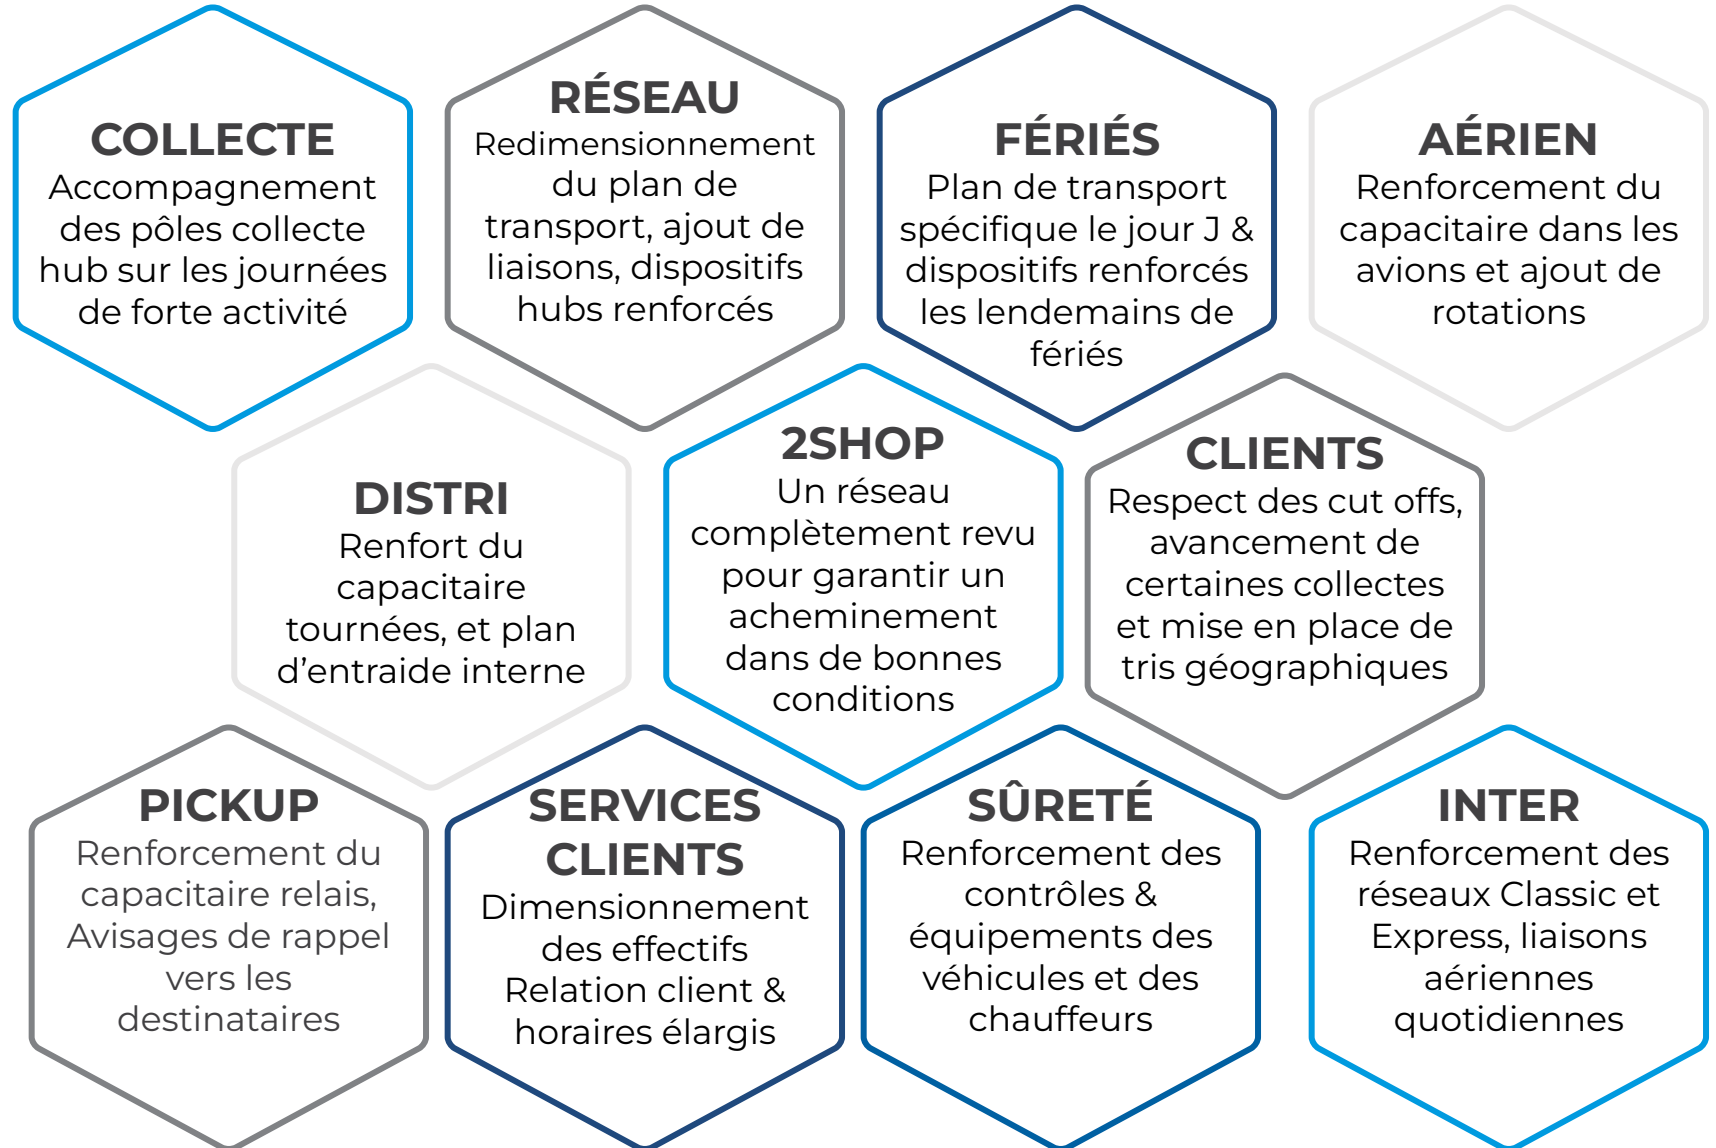 COLLECTE
Accompagnement
des pôles collecte
hub sur les journées
de forte activité
RÉSEAU
Redimensionnement
du plan de
transport, ajout de
liaisons, dispositifs
hubs renforcés
FÉRIÉS
Plan de transport
spécifique le jour J &
dispositifs renforcés
les lendemains de
fériés
AÉRIEN
Renforcement du
capacitaire dans les
avions et ajout de
rotations
DISTRI
Renfort du
capacitaire
tournées, et plan
d’entraide interne
2SHOP
Un réseau
complètement revu
pour garantir un
acheminement
dans de bonnes
conditions
CLIENTS
Respect des cut offs,
avancement de
certaines collectes
et mise en place de
tris géographiques
PICKUP
Renforcement du
capacitaire relais,
Avisages de rappel
vers les
destinataires
SERVICES
CLIENTS
Dimensionnement
des effectifs
Relation client &
horaires élargis
SÛRETÉ
Renforcement des
contrôles &
équipements des
véhicules et des
chauffeurs
INTER
Renforcement des
réseaux Classic et
Express, liaisons
aériennes
quotidiennes